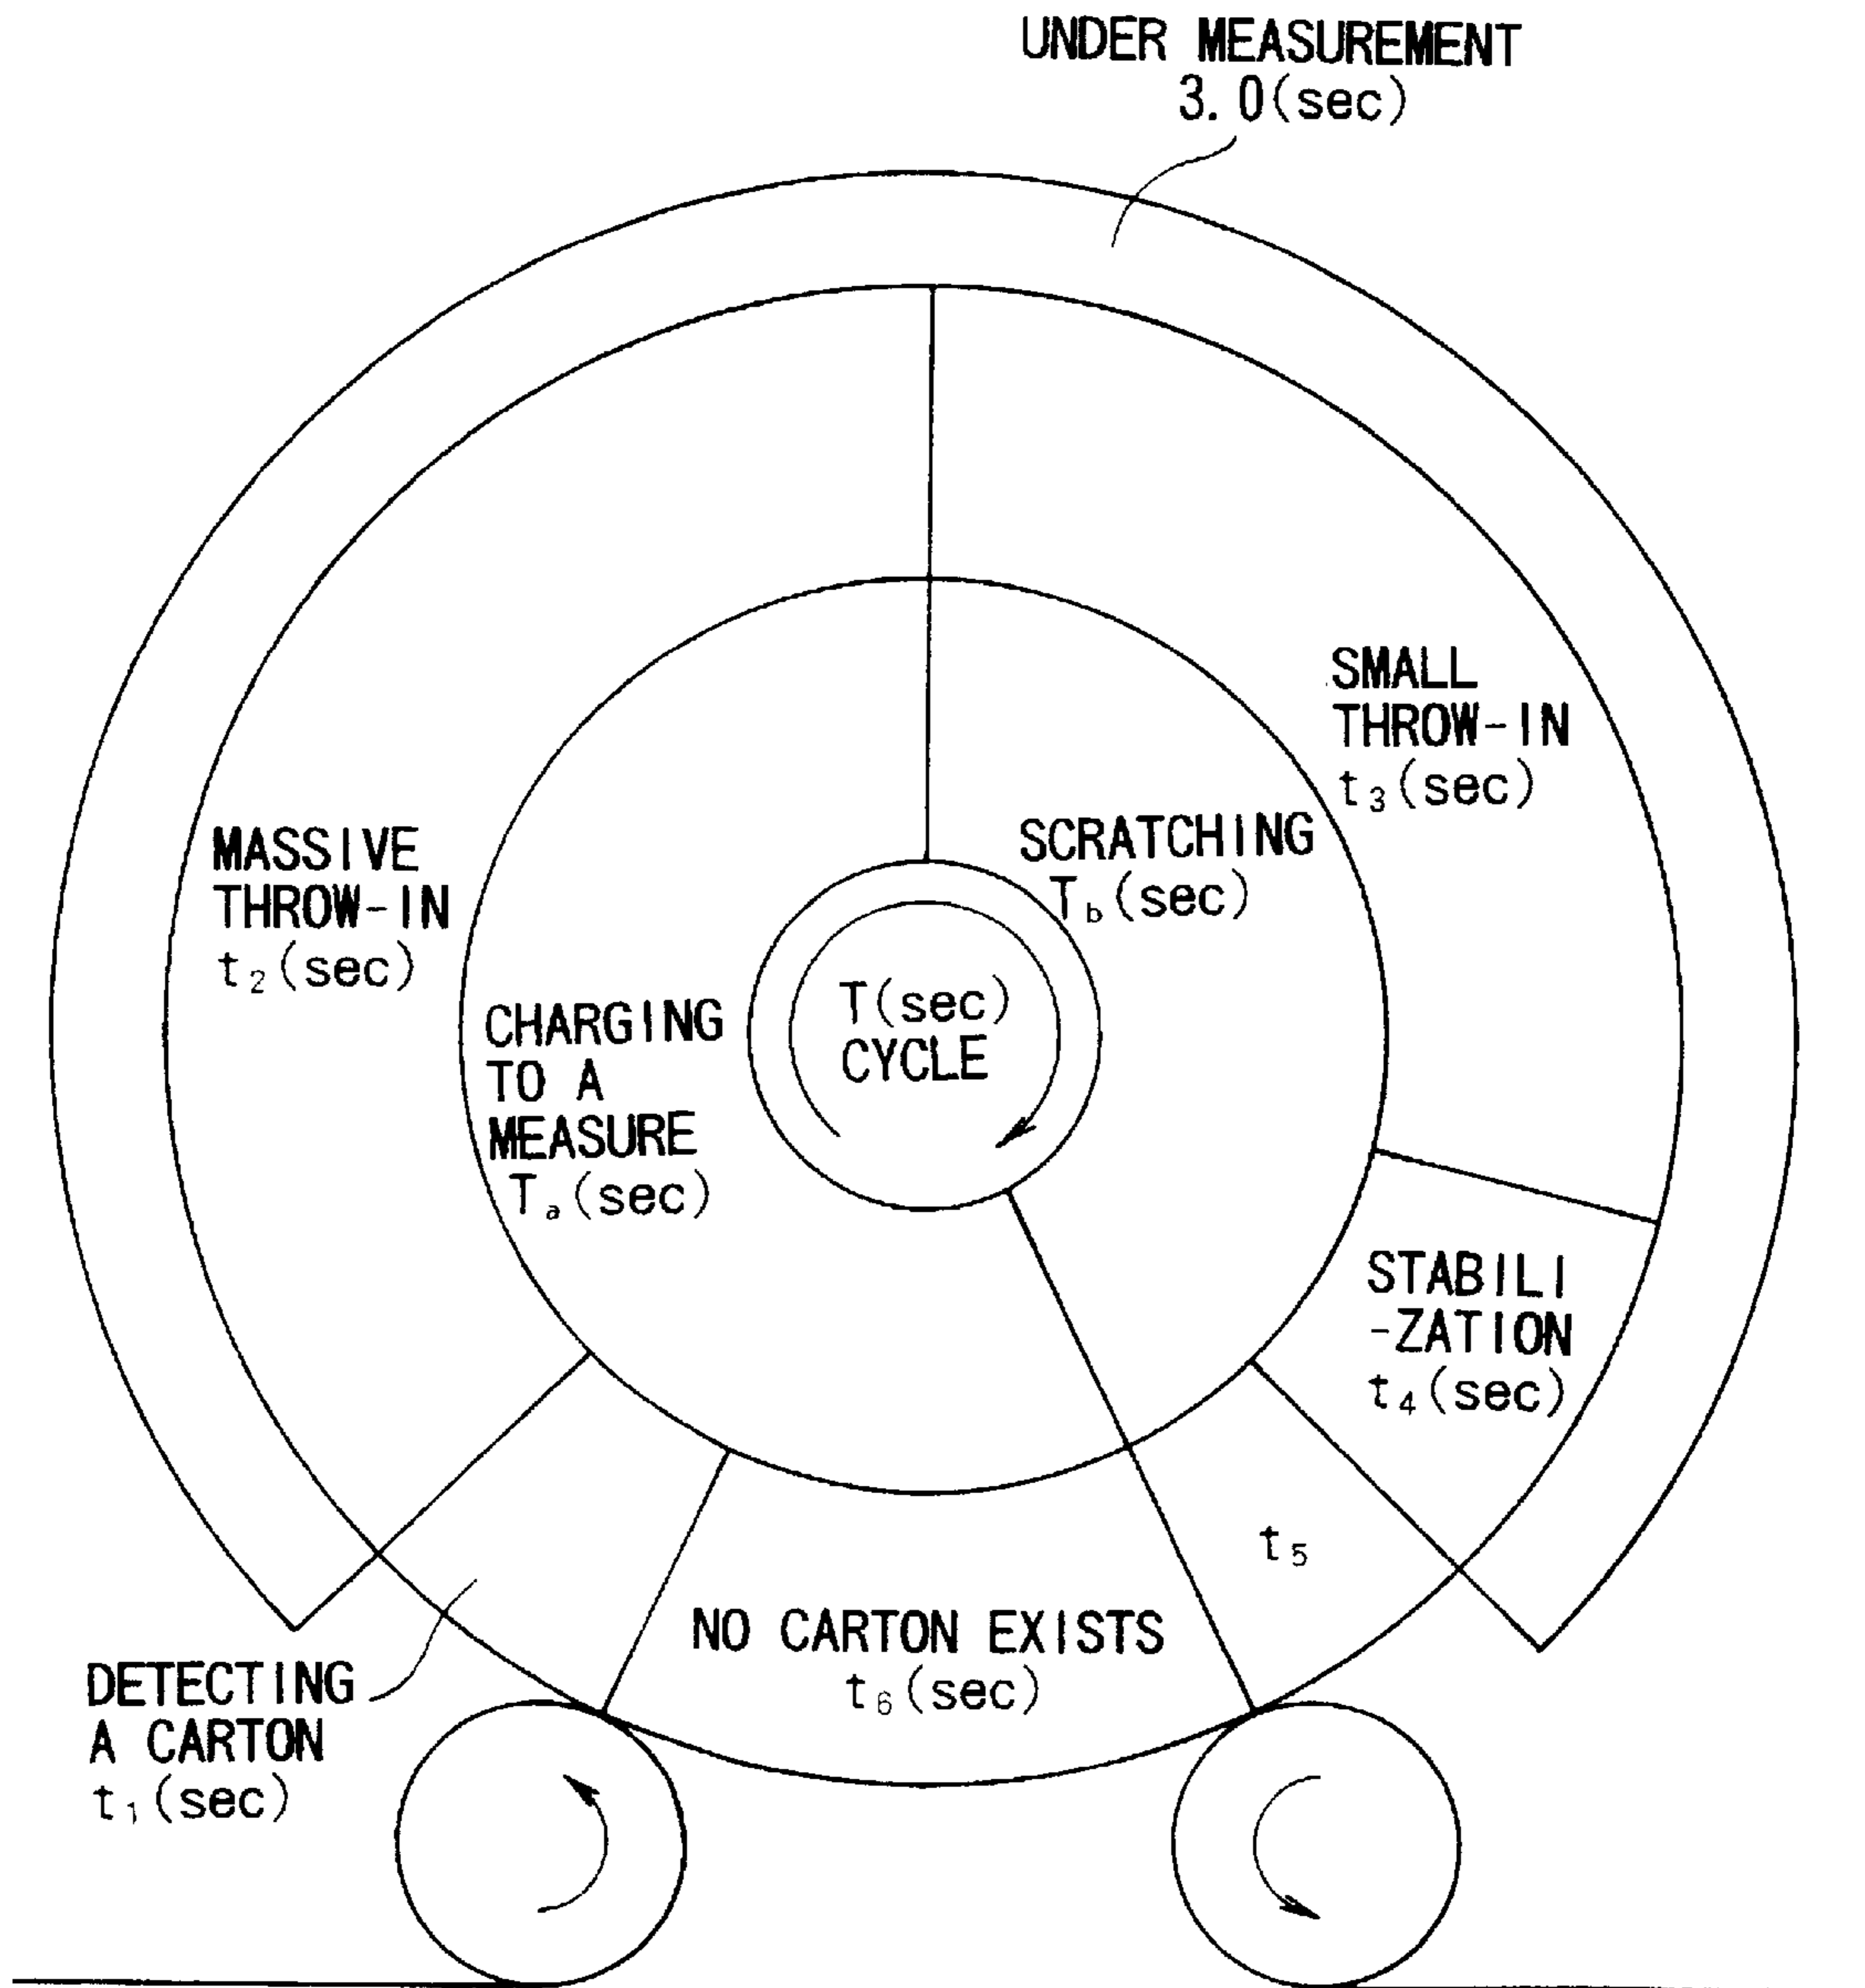 UNDER MEASUREMENT
3.0(sec)
SMALL
THROW-IN
t₃(sec)
SCRATCHING
T_b(sec)
MASSIVE
THROW-IN
t₂(sec)
T(sec)
CYCLE
CHARGING
TO A
MEASURE
Tₐ(sec)
STABILI
-ZATION
t₄(sec)
t₅
NO CARTON EXISTS
t₆(sec)
DETECTING
A CARTON
t₁(sec)